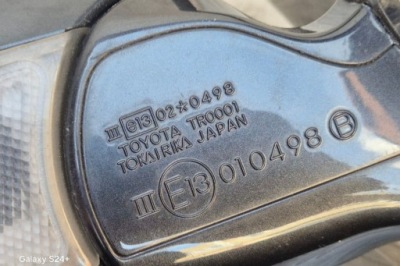 III e13 02★0498
TOYOTA TR0001
TOKAIRIKA JAPAN
III E13 010498 B
Galaxy S24+